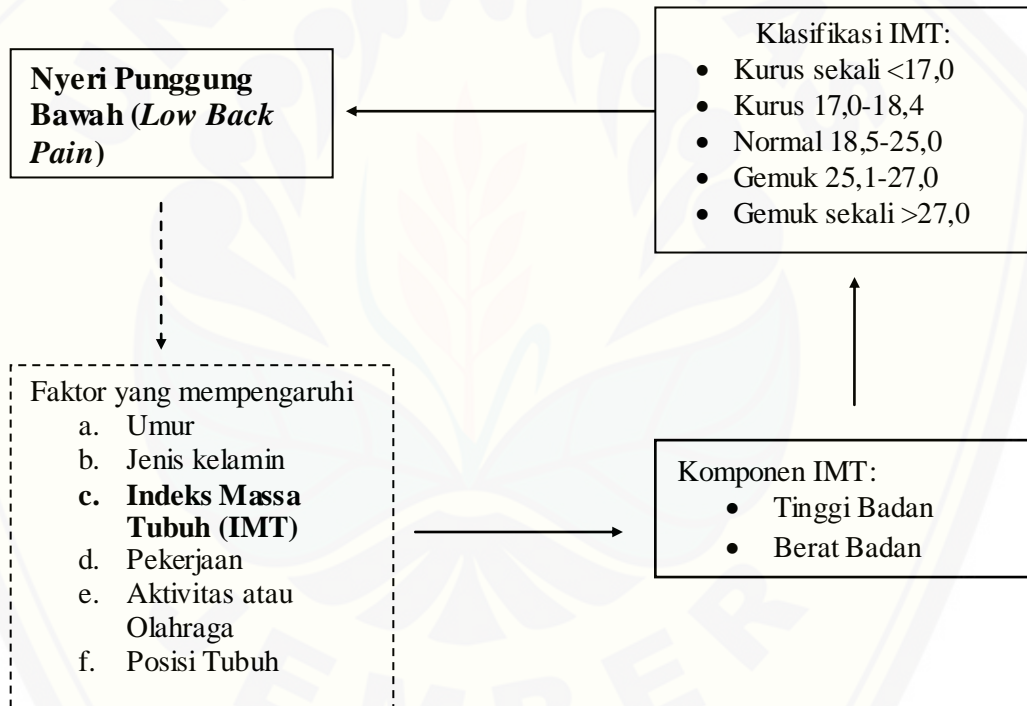 Nyeri Punggung
Bawah (Low Back
Pain)
Klasifikasi IMT:
• Kurus sekali <17,0
• Kurus 17,0-18,4
• Normal 18,5-25,0
• Gemuk 25,1-27,0
• Gemuk sekali >27,0
Faktor yang mempengaruhi
a. Umur
b. Jenis kelamin
c. Indeks Massa
Tubuh (IMT)
d. Pekerjaan
e. Aktivitas atau
Olahraga
f. Posisi Tubuh
Komponen IMT:
• Tinggi Badan
• Berat Badan